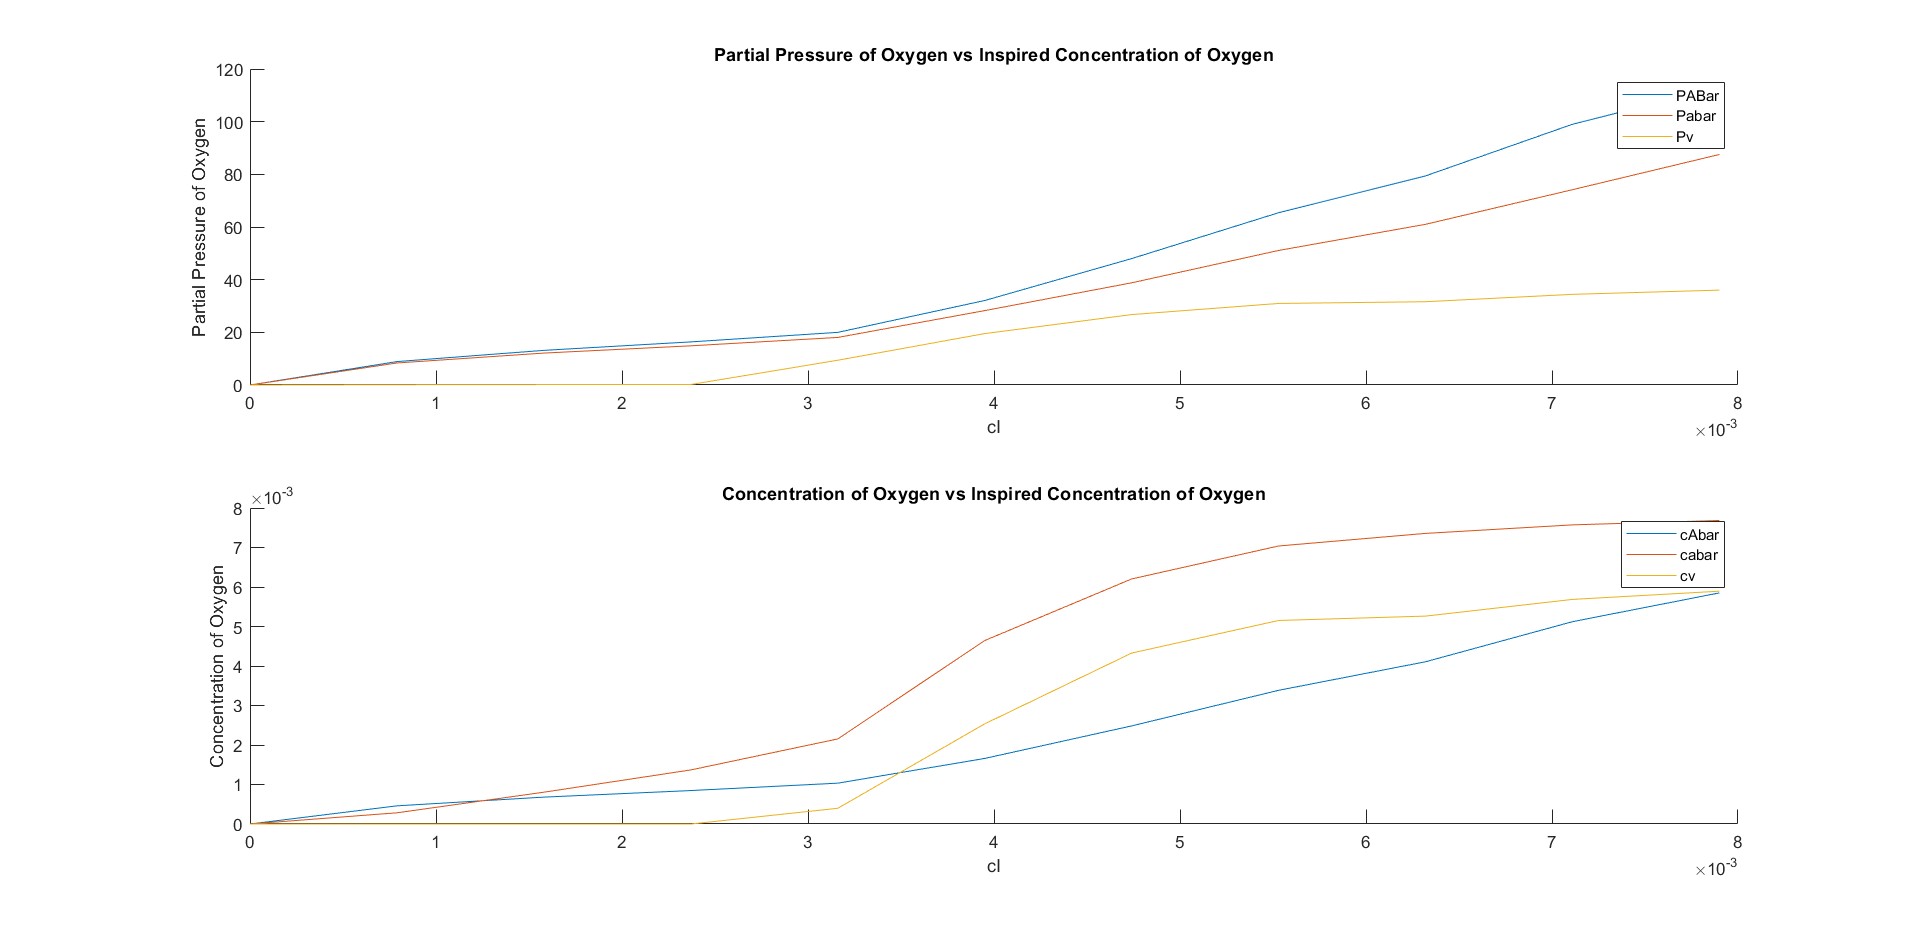 Partial Pressure of Oxygen vs Inspired Concentration of Oxygen
120
100
80
60
40
20
0
Partial Pressure of Oxygen
PABar
Pabar
Pv
0 1 2 3 4 5 6 7 8
cI
×10-3
Concentration of Oxygen vs Inspired Concentration of Oxygen
×10-3
8
7
6
5
4
3
2
1
0
Concentration of Oxygen
cAbar
cabar
cv
0 1 2 3 4 5 6 7 8
cI
×10-3